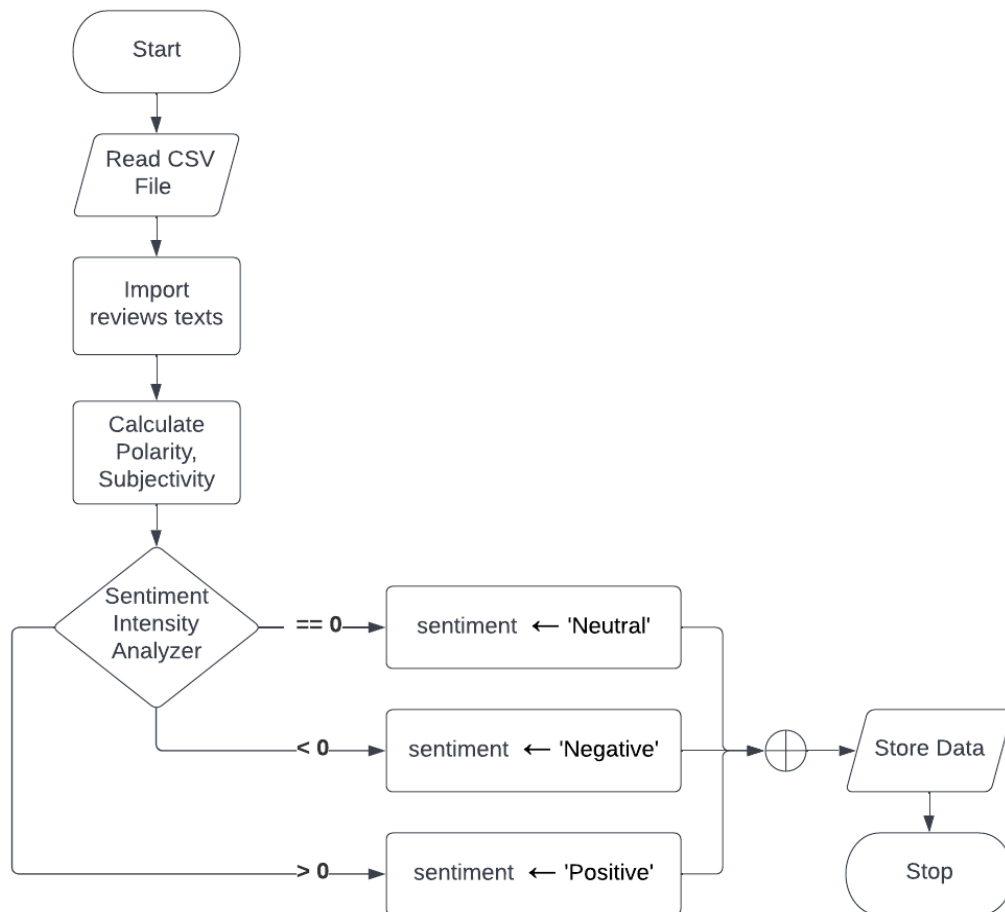 Start
Read CSV
File
Import
reviews texts
Calculate
Polarity,
Subjectivity
Sentiment
Intensity
Analyzer
== 0
sentiment ← 'Neutral'
< 0
sentiment ← 'Negative'
Store Data
> 0
sentiment ← 'Positive'
Stop